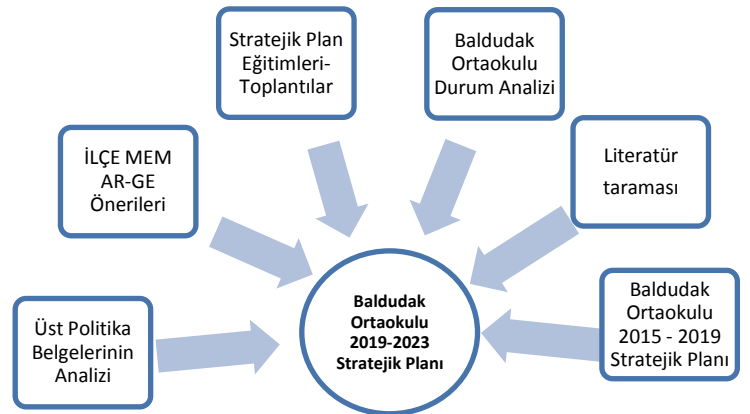 Stratejik Plan
Eğitimleri-
Toplantılar
Baldudak
Ortaokulu
Durum Analizi
İLÇE MEM
AR-GE
Önerileri
Literatür
taraması
Üst Politika
Belgelerinin
Analizi
Baldudak
Ortaokulu
2019-2023
Stratejik Planı
Baldudak
Ortaokulu
2015 - 2019
Stratejik Planı